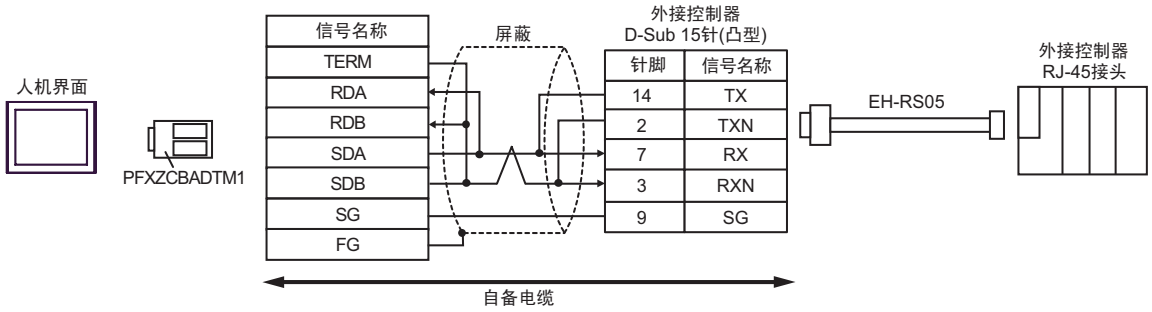 人机界面
PFXZCBADTM1
信号名称
TERM
RDA
RDB
SDA
SDB
SG
FG
屏蔽
外接控制器
D-Sub 15针(凸型)
针脚 信号名称
14 TX
2 TXN
7 RX
3 RXN
9 SG
EH-RS05
外接控制器
RJ-45接头
自备电缆